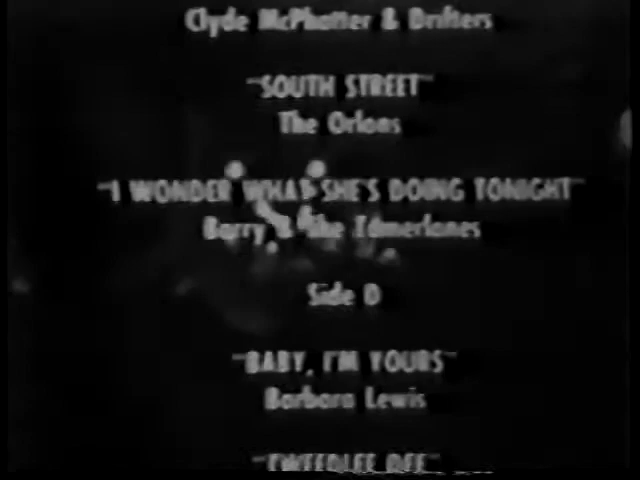 Clyde McPhatter & Drifters
"SOUTH STREET"
The Orlons
"I WONDER WHAT SHE'S DOING TONIGHT"
Barry & the Tamerlanes
Side D
"BABY, I'M YOURS"
Barbara Lewis
"TWEEDLEE DEE"